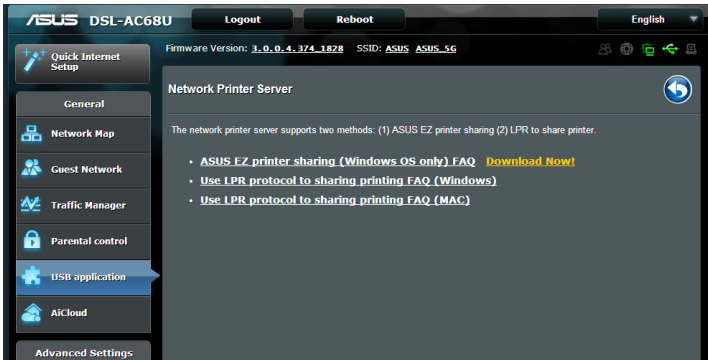 ASUS DSL-AC68U Logout Reboot English
Quick Internet Setup
Firmware Version: 3.0.0.4.374_1828 SSID: ASUS ASUS_5G
General
Network Map
Guest Network
Traffic Manager
Parental control
USB application
AiCloud
Advanced Settings
Network Printer Server
The network printer server supports two methods: (1) ASUS EZ printer sharing (2) LPR to share printer.
ASUS EZ printer sharing (Windows OS only) FAQ Download Now!
Use LPR protocol to sharing printing FAQ (Windows)
Use LPR protocol to sharing printing FAQ (MAC)